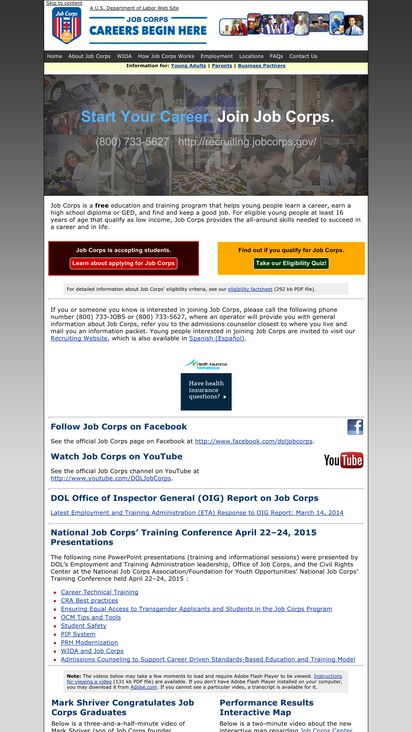 Skip to content
A U.S. Department of Labor Web Site
Job Corps
JOB CORPS
CAREERS BEGIN HERE
Home About Job Corps WIOA How Job Corps Works Employment Locations FAQs Contact Us
Information for: Young Adults | Parents | Business Partners
Start Your Career. Join Job Corps.
(800) 733-5627 http://recruiting.jobcorps.gov/
Job Corps is a free education and training program that helps young people learn a career, earn a
high school diploma or GED, and find and keep a good job. For eligible young people at least 16
years of age that qualify as low income, Job Corps provides the all-around skills needed to succeed in
a career and in life.
Job Corps is accepting students.
Learn about applying for Job Corps
Find out if you qualify for Job Corps.
Take our Eligibility Quiz!
For detailed information about Job Corps' eligibility criteria, see our eligibility factsheet (292 kb PDF file).
If you or someone you know is interested in joining Job Corps, please call the following phone
number (800) 733-JOBS or (800) 733-5627, where an operator will provide you with general
information about Job Corps, refer you to the admissions counselor closest to where you live and
mail you an information packet. Young people interested in joining Job Corps are invited to visit our
Recruiting Website, which is also available in Spanish (Español).
Health Insurance
Marketplace
Have health
insurance
questions?
Follow Job Corps on Facebook
See the official Job Corps page on Facebook at http://www.facebook.com/doljobcorps.
Watch Job Corps on YouTube
See the official Job Corps channel on YouTube at
http://www.youtube.com/DOLJobCorps.
YouTube
DOL Office of Inspector General (OIG) Report on Job Corps
Latest Employment and Training Administration (ETA) Response to OIG Report: March 14, 2014
National Job Corps' Training Conference April 22–24, 2015
Presentations
The following nine PowerPoint presentations (training and informational sessions) were presented by
DOL's Employment and Training Administration leadership, Office of Job Corps, and the Civil Rights
Center at the National Job Corps Association/Foundation for Youth Opportunities' National Job Corps'
Training Conference held April 22–24, 2015 :
Career Technical Training
CRA Best practices
Ensuring Equal Access to Transgender Applicants and Students in the Job Corps Program
OCM Tips and Tools
Student Safety
PIP System
PRH Modernization
WIOA and Job Corps
Admissions Counseling to Support Career Driven Standards-Based Education and Training Model
Note: The videos below may take a few moments to load and require Adobe Flash Player to be viewed. Instructions
for viewing a video (131 kb PDF file) are available. If you don't have Adobe Flash Player installed on your computer,
you may download it from Adobe.com. If you cannot see a particular video, a transcript is available for it.
Mark Shriver Congratulates Job
Corps Graduates
Below is a three-and-a-half-minute video of
Mark Shriver (son of Job Corps founder
Performance Results
Interactive Map
Below is a two-minute video about the new
interactive map regarding Job Corps Center